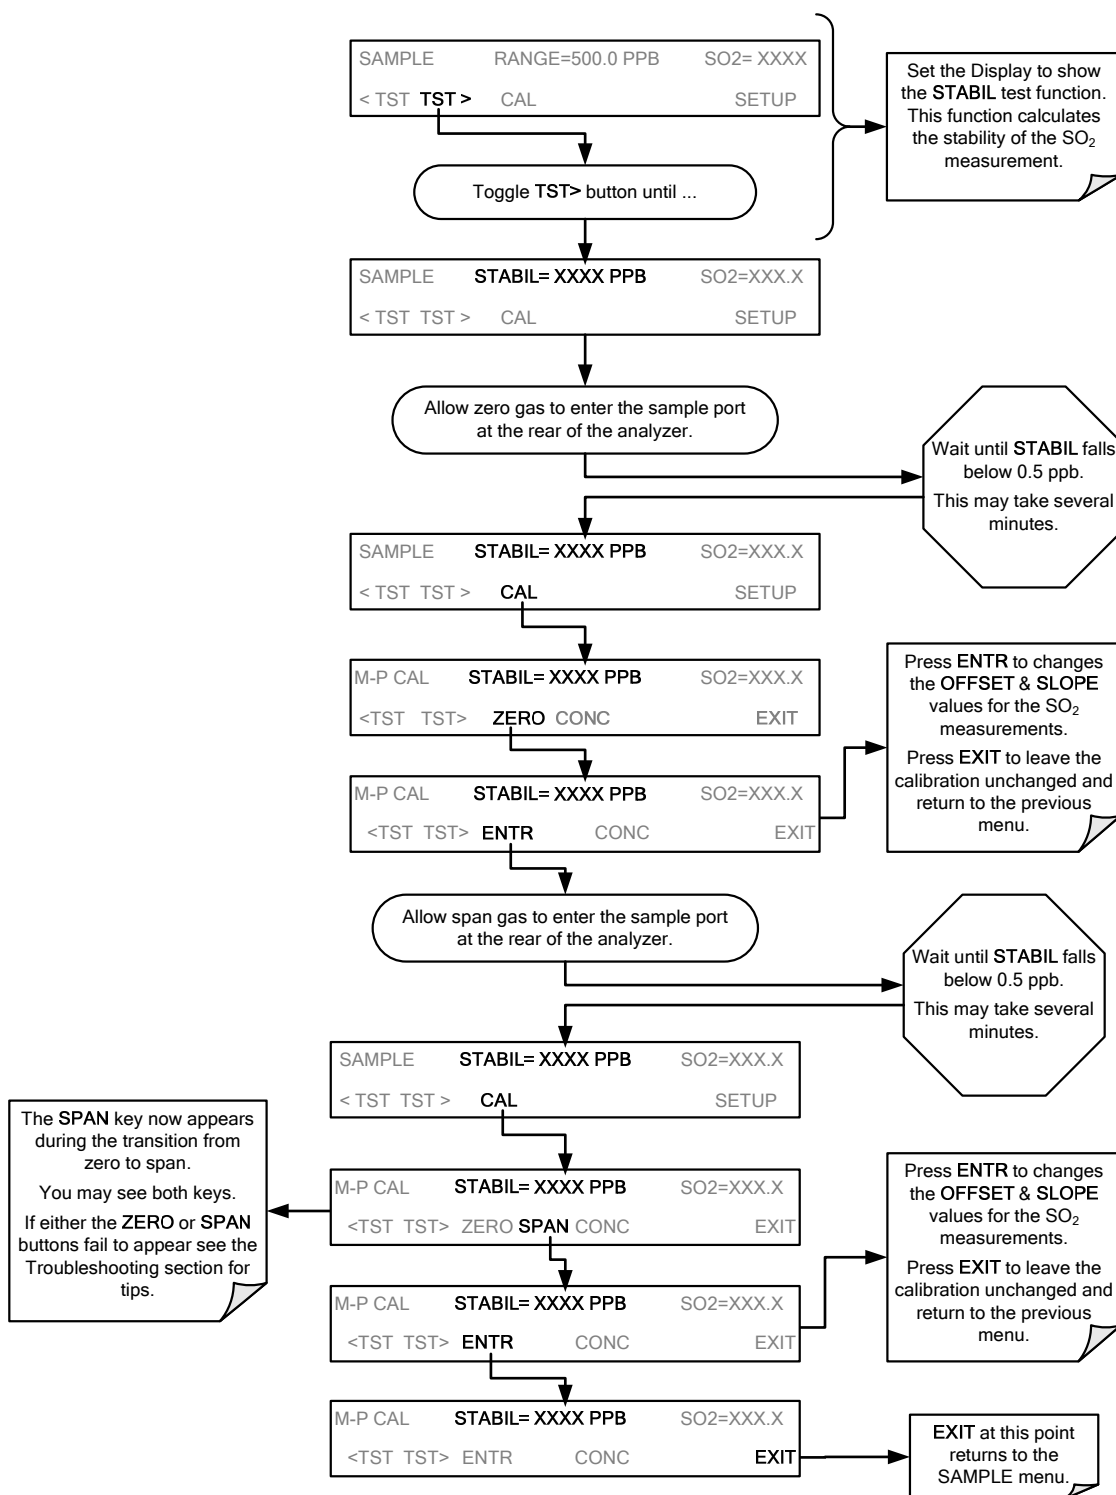 SAMPLE RANGE=500.0 PPB SO2= XXXX
< TST TST > CAL SETUP
Set the Display to show
the STABIL test function.
This function calculates
the stability of the SO₂
measurement.
Toggle TST> button until ...
SAMPLE STABIL= XXXX PPB SO2=XXX.X
< TST TST > CAL SETUP
Allow zero gas to enter the sample port
at the rear of the analyzer.
Wait until STABIL falls
below 0.5 ppb.
This may take several
minutes.
SAMPLE STABIL= XXXX PPB SO2=XXX.X
< TST TST > CAL SETUP
M-P CAL STABIL= XXXX PPB SO2=XXX.X
<TST TST> ZERO CONC EXIT
M-P CAL STABIL= XXXX PPB SO2=XXX.X
<TST TST> ENTR CONC EXIT
Press ENTR to changes
the OFFSET & SLOPE
values for the SO₂
measurements.
Press EXIT to leave the
calibration unchanged and
return to the previous
menu.
Allow span gas to enter the sample port
at the rear of the analyzer.
Wait until STABIL falls
below 0.5 ppb.
This may take several
minutes.
SAMPLE STABIL= XXXX PPB SO2=XXX.X
< TST TST > CAL SETUP
The SPAN key now appears
during the transition from
zero to span.
You may see both keys.
If either the ZERO or SPAN
buttons fail to appear see the
Troubleshooting section for
tips.
M-P CAL STABIL= XXXX PPB SO2=XXX.X
<TST TST> ZERO SPAN CONC EXIT
M-P CAL STABIL= XXXX PPB SO2=XXX.X
<TST TST> ENTR CONC EXIT
Press ENTR to changes
the OFFSET & SLOPE
values for the SO₂
measurements.
Press EXIT to leave the
calibration unchanged and
return to the previous
menu.
M-P CAL STABIL= XXXX PPB SO2=XXX.X
<TST TST> ENTR CONC EXIT
EXIT at this point
returns to the
SAMPLE menu.